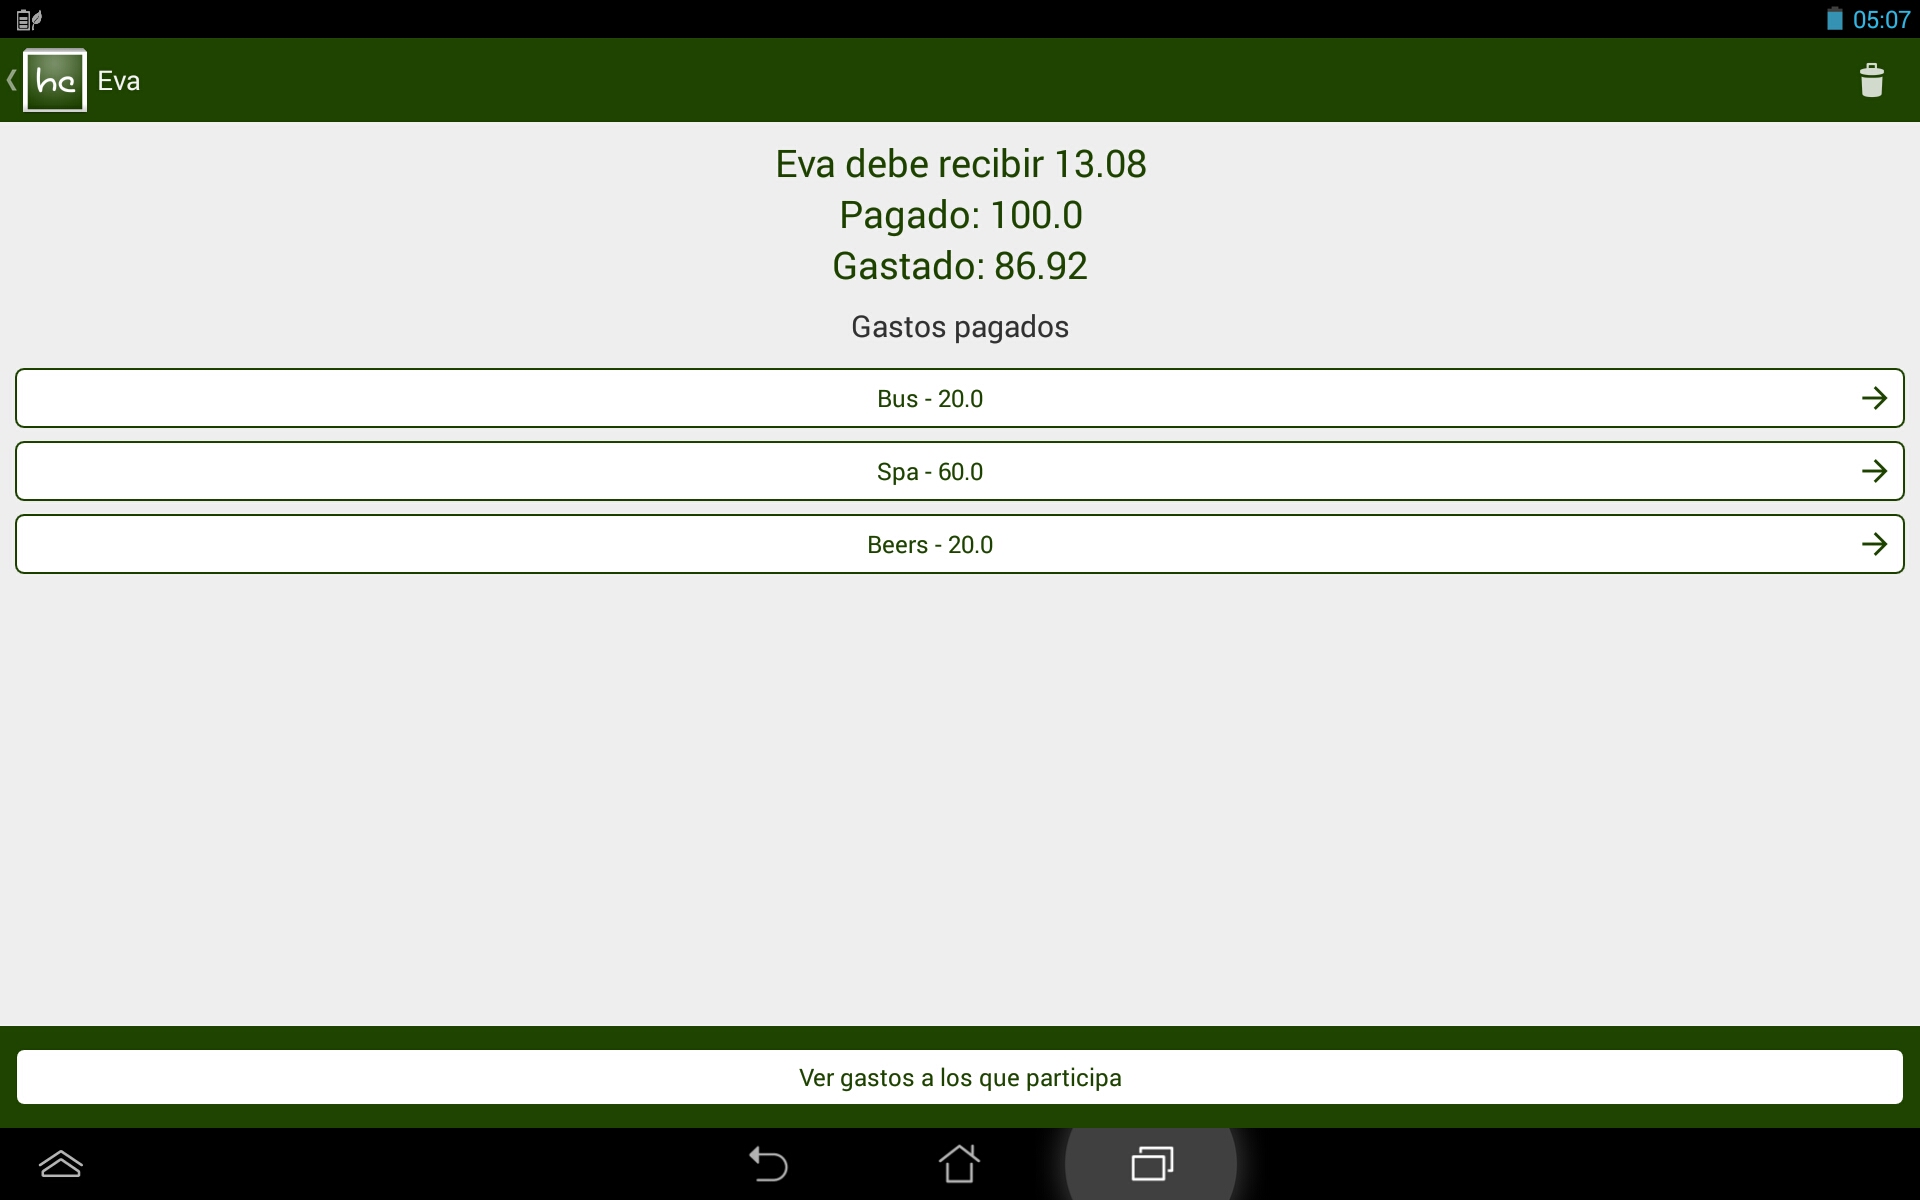 05:07
hc Eva
Eva debe recibir 13.08
Pagado: 100.0
Gastado: 86.92
Gastos pagados
Bus - 20.0
Spa - 60.0
Beers - 20.0
Ver gastos a los que participa